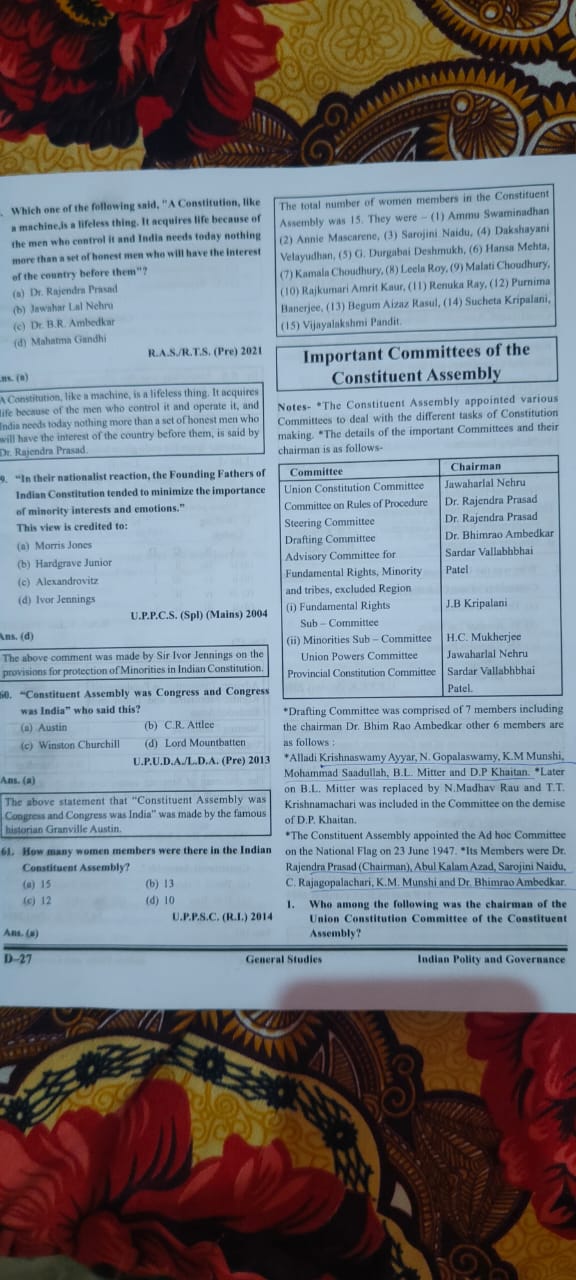 . Which one of the following said, "A Constitution, like
a machine,is a lifeless thing. It acquires life because of
the men who control it and India needs today nothing
more than a set of honest men who will have the interest
of the country before them"?
(a) Dr. Rajendra Prasad
(b) Jawahar Lal Nehru
(c) Dr. B.R. Ambedkar
(d) Mahatma Gandhi
R.A.S./R.T.S. (Pre) 2021
ns. (a)
A Constitution, like a machine, is a lifeless thing. It acquires
life because of the men who control it and operate it, and
India needs today nothing more than a set of honest men who
will have the interest of the country before them, is said by
Dr. Rajendra Prasad.
9. "In their nationalist reaction, the Founding Fathers of
Indian Constitution tended to minimize the importance
of minority interests and emotions."
This view is credited to:
(a) Morris Jones
(b) Hardgrave Junior
(c) Alexandrovitz
(d) Ivor Jennings
U.P.P.C.S. (Spl) (Mains) 2004
Ans. (d)
The above comment was made by Sir Ivor Jennings on the
provisions for protection of Minorities in Indian Constitution.
60. "Constituent Assembly was Congress and Congress
was India" who said this?
(a) Austin (b) C.R. Attlee
(c) Winston Churchill (d) Lord Mountbatten
U.P.U.D.A./L.D.A. (Pre) 2013
Ans. (a)
The above statement that "Constituent Assembly was
Congress and Congress was India" was made by the famous
historian Granville Austin.
61. How many women members were there in the Indian
Constituent Assembly?
(a) 15 (b) 13
(c) 12 (d) 10
U.P.P.S.C. (R.I.) 2014
Ans. (a)
The total number of women members in the Constituent
Assembly was 15. They were – (1) Ammu Swaminadhan
(2) Annie Mascarene, (3) Sarojini Naidu, (4) Dakshayani
Velayudhan, (5) G. Durgabai Deshmukh, (6) Hansa Mehta,
(7) Kamala Choudhury, (8) Leela Roy, (9) Malati Choudhury,
(10) Rajkumari Amrit Kaur, (11) Renuka Ray, (12) Purnima
Banerjee, (13) Begum Aizaz Rasul, (14) Sucheta Kripalani,
(15) Vijayalakshmi Pandit.
Important Committees of the
Constituent Assembly
Notes- *The Constituent Assembly appointed various
Committees to deal with the different tasks of Constitution
making. *The details of the important Committees and their
chairman is as follows-
Committee Chairman
Union Constitution Committee Jawaharlal Nehru
Committee on Rules of Procedure Dr. Rajendra Prasad
Steering Committee Dr. Rajendra Prasad
Drafting Committee Dr. Bhimrao Ambedkar
Advisory Committee for Sardar Vallabhbhai
Fundamental Rights, Minority Patel
and tribes, excluded Region
(i) Fundamental Rights J.B Kripalani
Sub – Committee
(ii) Minorities Sub – Committee H.C. Mukherjee
Union Powers Committee Jawaharlal Nehru
Provincial Constitution Committee Sardar Vallabhbhai
Patel.
*Drafting Committee was comprised of 7 members including
the chairman Dr. Bhim Rao Ambedkar other 6 members are
as follows :
*Alladi Krishnaswamy Ayyar, N. Gopalaswamy, K.M Munshi,
Mohammad Saadullah, B.L. Mitter and D.P Khaitan. *Later
on B.L. Mitter was replaced by N.Madhav Rau and T.T.
Krishnamachari was included in the Committee on the demise
of D.P. Khaitan.
*The Constituent Assembly appointed the Ad hoc Committee
on the National Flag on 23 June 1947. *Its Members were Dr.
Rajendra Prasad (Chairman), Abul Kalam Azad, Sarojini Naidu,
C. Rajagopalachari, K.M. Munshi and Dr. Bhimrao Ambedkar.
1. Who among the following was the chairman of the
Union Constitution Committee of the Constituent
Assembly?
D–27 General Studies Indian Polity and Governance